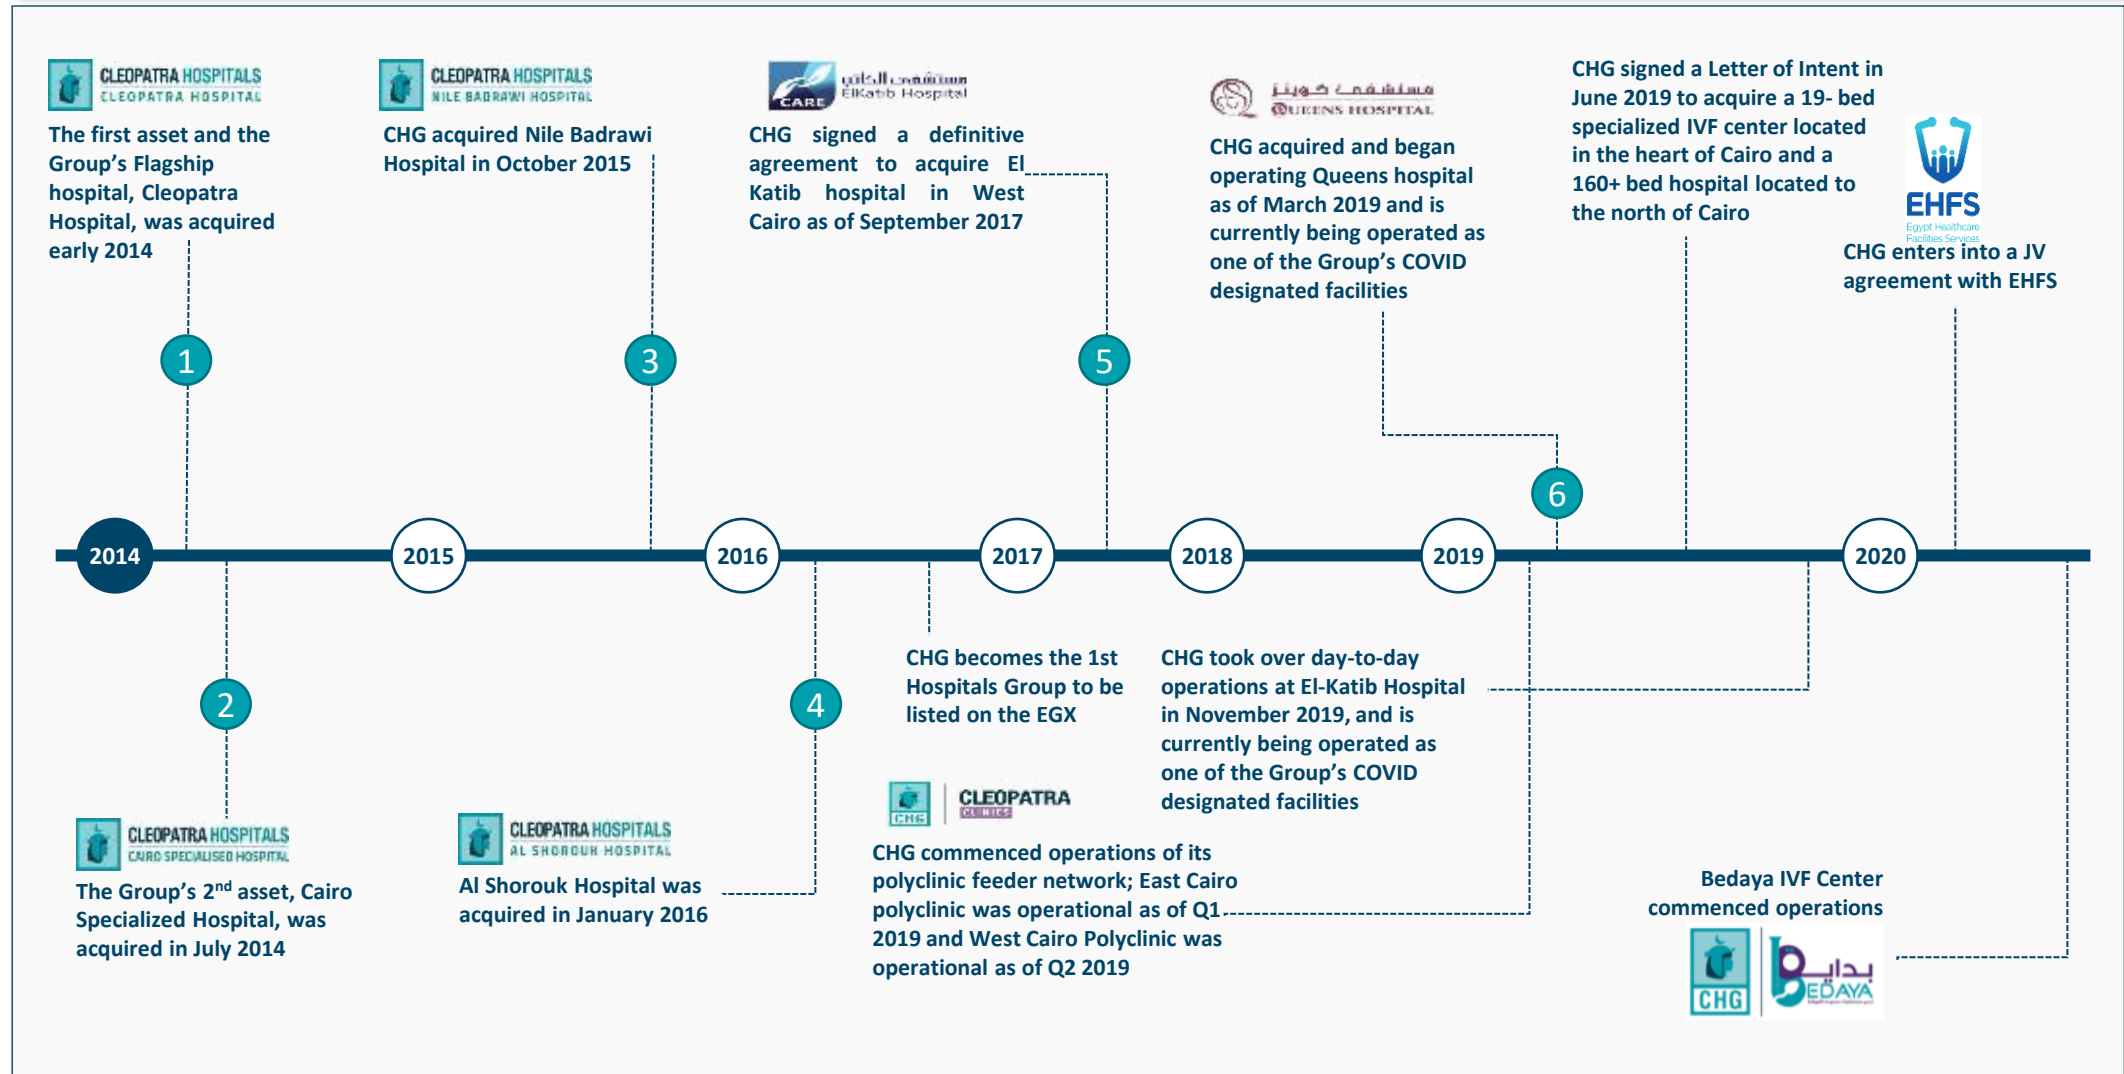 CLEOPATRA HOSPITALS
CLEOPATRA HOSPITAL
The first asset and the
Group’s Flagship
hospital, Cleopatra
Hospital, was acquired
early 2014
CLEOPATRA HOSPITALS
NILE BADRAWI HOSPITAL
CHG acquired Nile Badrawi
Hospital in October 2015
CARE
مستشفى الكاتب
ElKatib Hospital
CHG signed a definitive
agreement to acquire El
Katib hospital in West
Cairo as of September 2017
مستشفى كوينز
QUEENS HOSPITAL
CHG acquired and began
operating Queens hospital
as of March 2019 and is
currently being operated as
one of the Group’s COVID
designated facilities
CHG signed a Letter of Intent in
June 2019 to acquire a 19- bed
specialized IVF center located
in the heart of Cairo and a
160+ bed hospital located to
the north of Cairo
EHFS
Egypt Healthcare
Facilities Services
CHG enters into a JV
agreement with EHFS
1
3
5
6
2014
2015
2016
2017
2018
2019
2020
2
4
CLEOPATRA HOSPITALS
CAIRO SPECIALISED HOSPITAL
The Group’s 2nd asset, Cairo
Specialized Hospital, was
acquired in July 2014
CLEOPATRA HOSPITALS
AL SHOROUK HOSPITAL
Al Shorouk Hospital was
acquired in January 2016
CHG becomes the 1st
Hospitals Group to be
listed on the EGX
CHG took over day-to-day
operations at El-Katib Hospital
in November 2019, and is
currently being operated as
one of the Group’s COVID
designated facilities
CHG
CLEOPATRA
CLINICS
CHG commenced operations of its
polyclinic feeder network; East Cairo
polyclinic was operational as of Q1
2019 and West Cairo Polyclinic was
operational as of Q2 2019
Bedaya IVF Center
commenced operations
CHG
بداية
BEDAYA